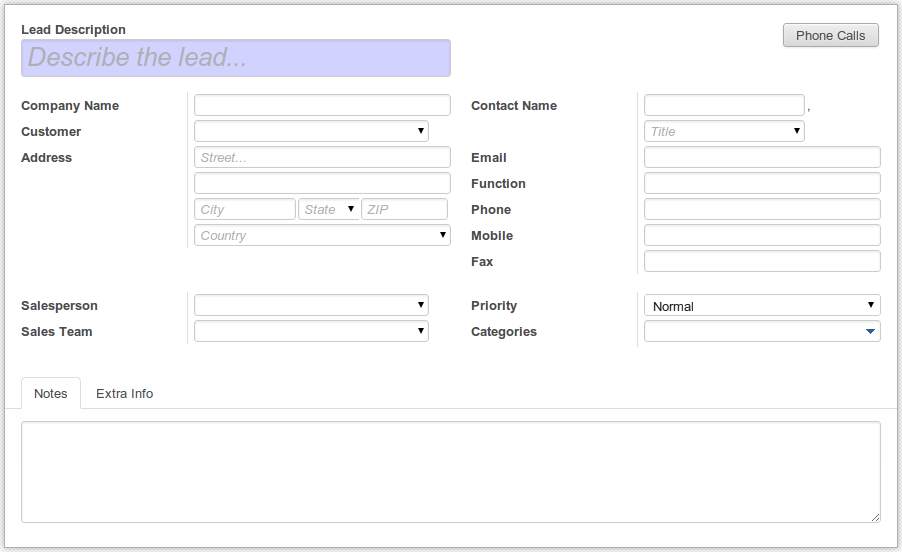 Lead Description
Phone Calls
Describe the lead...
Company Name
Contact Name
,
Customer
Title
Address
Street...
Email
Function
City
State
ZIP
Phone
Country
Mobile
Fax
Salesperson
Priority
Normal
Sales Team
Categories
Notes
Extra Info